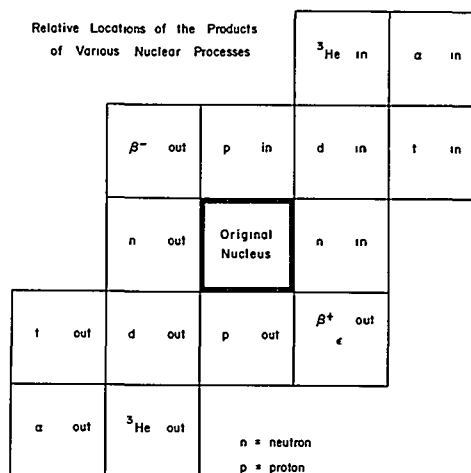 Relative Locations of the Products
of Various Nuclear Processes
³He in
α in
β⁻ out
p in
d in
t in
n out
Original
Nucleus
n in
t out
d out
p out
β⁺ out
ϵ
α out
³He out
n = neutron
p = proton